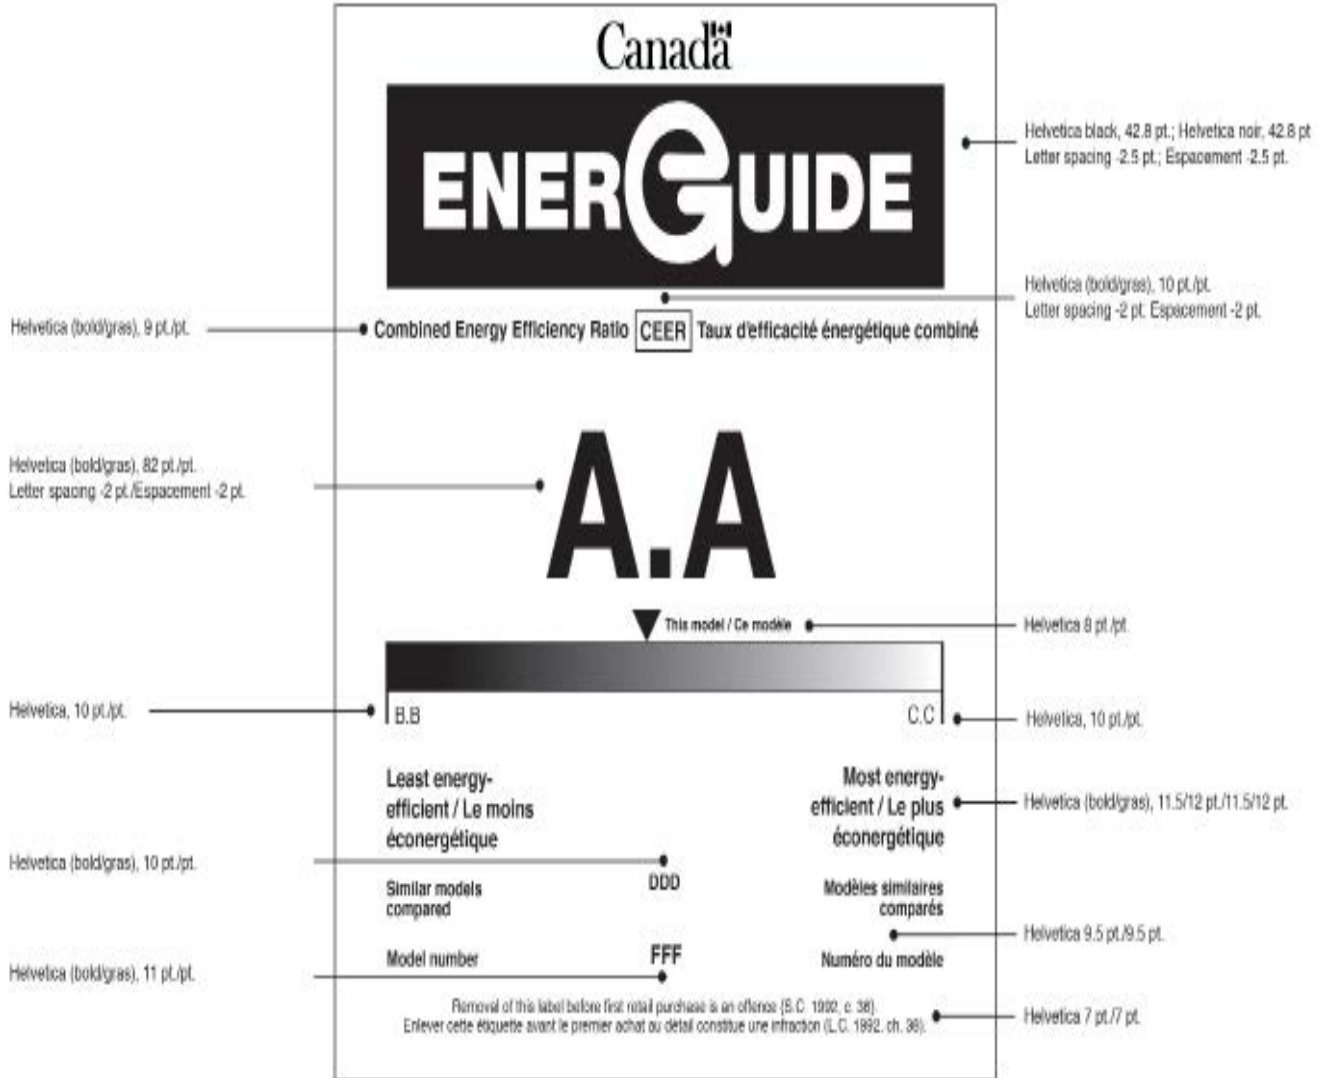 Canada
ENERGUIDE
Helvetica black, 42.8 pt.; Helvetica noir, 42.8 pt
Letter spacing -2.5 pt.; Espacement -2.5 pt.
Helvetica (bold/gras), 10 pt./pt.
Letter spacing -2 pt. Espacement -2 pt.
Helvetica (bold/gras), 9 pt./pt.
Combined Energy Efficiency Ratio CEER Taux d'efficacité énergétique combiné
Helvetica (bold/gras), 82 pt./pt.
Letter spacing -2 pt./Espacement -2 pt.
A.A
This model / Ce modèle
Helvetica 8 pt./pt.
Helvetica, 10 pt./pt.
B.B
C.C
Helvetica, 10 pt./pt.
Least energy-
efficient / Le moins
éconergétique
Most energy-
efficient / Le plus
éconergétique
Helvetica (bold/gras), 11.5/12 pt./11.5/12 pt.
Helvetica (bold/gras), 10 pt./pt.
Similar models
compared
DDD
Modèles similaires
comparés
Helvetica 9.5 pt./9.5 pt.
Model number
FFF
Numéro du modèle
Helvetica (bold/gras), 11 pt./pt.
Removal of this label before first retail purchase is an offence (S.C. 1992, c. 36).
Enlever cette étiquette avant le premier achat au détail constitue une infraction (L.C. 1992, ch. 36).
Helvetica 7 pt./7 pt.